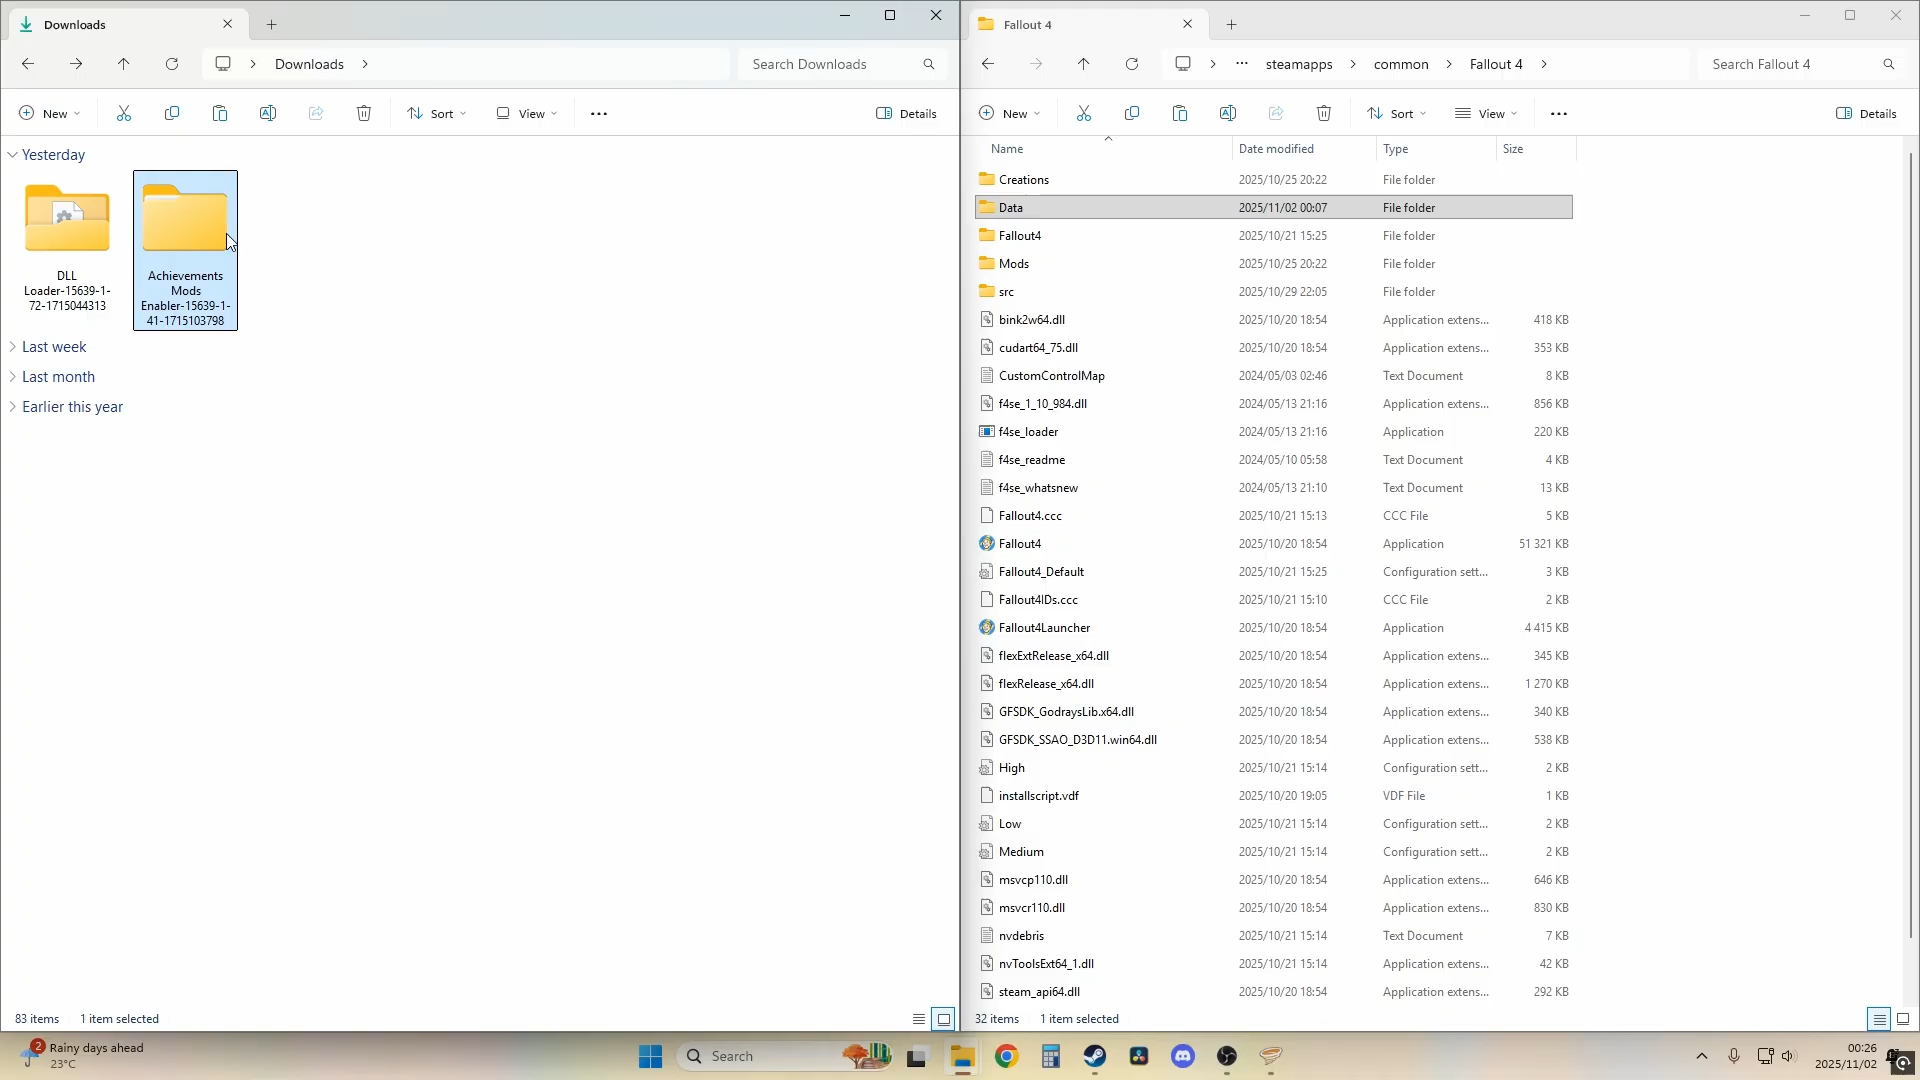 Downloads
Downloads
Search Downloads
New
Sort
View
Details
Yesterday
DLL
Loader-15639-1-
72-1715044313
Achievements
Mods
Enabler-15639-1-
41-1715103798
Last week
Last month
Earlier this year
83 items
1 item selected
Fallout 4
steamapps
common
Fallout 4
Search Fallout 4
New
Sort
View
Details
Name Date modified Type Size
Creations 2025/10/25 20:22 File folder
Data 2025/11/02 00:07 File folder
Fallout4 2025/10/21 15:25 File folder
Mods 2025/10/25 20:22 File folder
src 2025/10/29 22:05 File folder
bink2w64.dll 2025/10/20 18:54 Application extens... 418 KB
cudart64_75.dll 2025/10/20 18:54 Application extens... 353 KB
CustomControlMap 2024/05/03 02:46 Text Document 8 KB
f4se_1_10_984.dll 2024/05/13 21:16 Application extens... 856 KB
f4se_loader 2024/05/13 21:16 Application 220 KB
f4se_readme 2024/05/10 05:58 Text Document 4 KB
f4se_whatsnew 2024/05/13 21:10 Text Document 13 KB
Fallout4.ccc 2025/10/21 15:13 CCC File 5 KB
Fallout4 2025/10/20 18:54 Application 51 321 KB
Fallout4_Default 2025/10/21 15:25 Configuration sett... 3 KB
Fallout4IDs.ccc 2025/10/21 15:10 CCC File 2 KB
Fallout4Launcher 2025/10/20 18:54 Application 4 415 KB
flexExtRelease_x64.dll 2025/10/20 18:54 Application extens... 345 KB
flexRelease_x64.dll 2025/10/20 18:54 Application extens... 1 270 KB
GFSDK_GodraysLib.x64.dll 2025/10/20 18:54 Application extens... 340 KB
GFSDK_SSAO_D3D11.win64.dll 2025/10/20 18:54 Application extens... 538 KB
High 2025/10/21 15:14 Configuration sett... 2 KB
installscript.vdf 2025/10/20 19:05 VDF File 1 KB
Low 2025/10/21 15:14 Configuration sett... 2 KB
Medium 2025/10/21 15:14 Configuration sett... 2 KB
msvcp110.dll 2025/10/20 18:54 Application extens... 646 KB
msvcr110.dll 2025/10/20 18:54 Application extens... 830 KB
nvdebris 2025/10/21 15:14 Text Document 7 KB
nvToolsExt64_1.dll 2025/10/21 15:14 Application extens... 42 KB
steam_api64.dll 2025/10/20 18:54 Application extens... 292 KB
32 items
1 item selected
2
Rainy days ahead
23°C
Search
00:26
2025/11/02